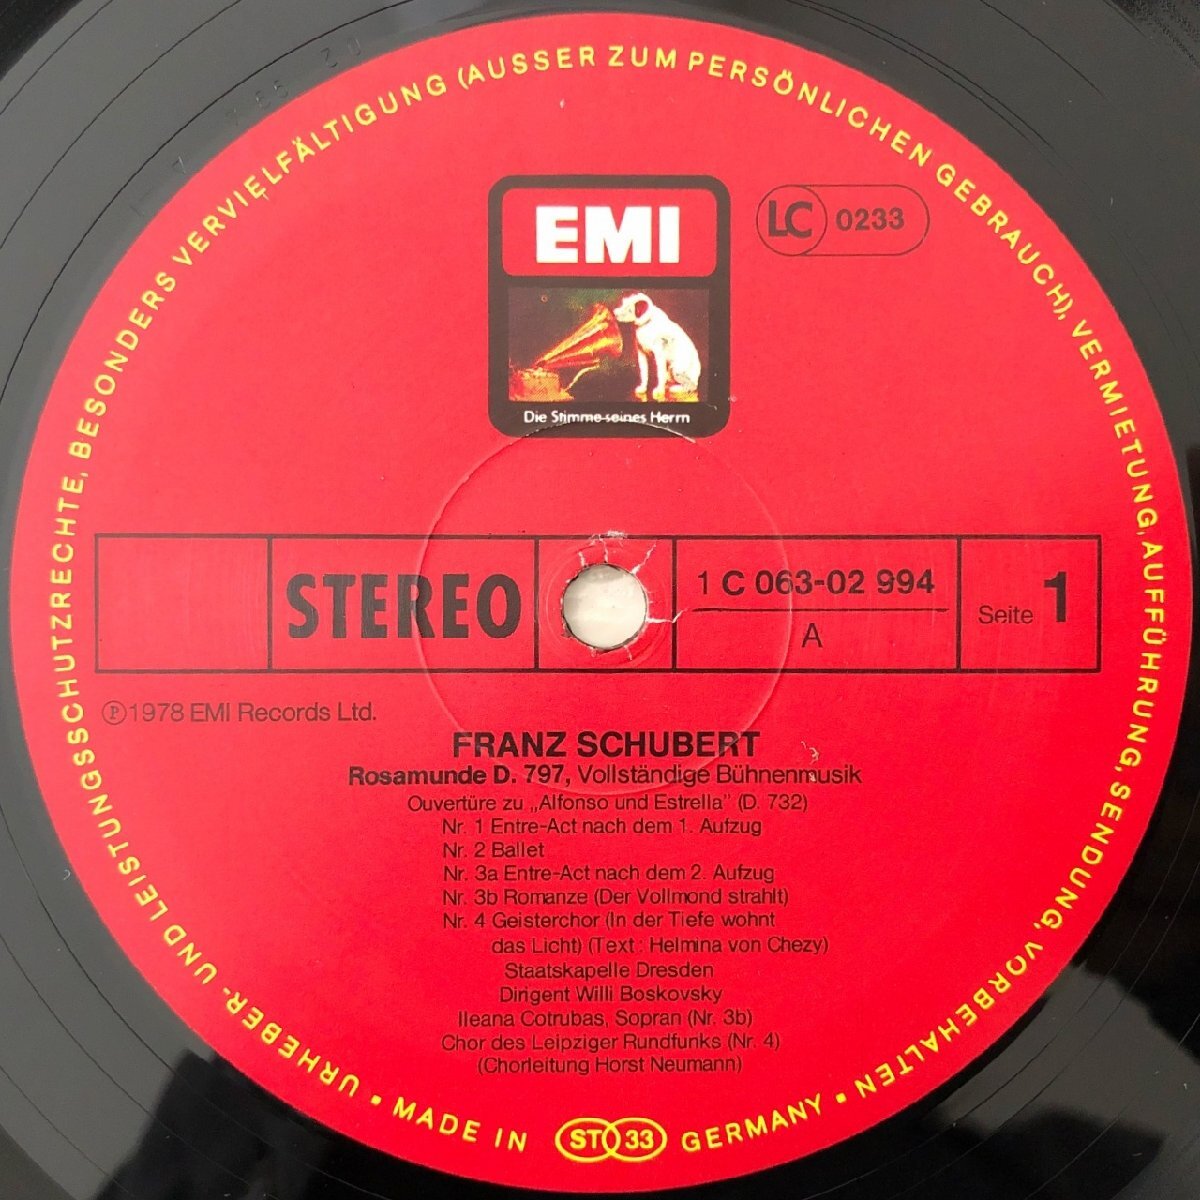 URHEBER- UND LEISTUNGSSCHUTZRECHTE, BESONDERS VERVIELFÄLTIGUNG (AUSSER ZUM PERSÖNLICHEN GEBRAUCH), VERMIETUNG, AUFFÜHRUNG, SENDUNG, VORBEHALTEN
EMI
LC 0233
Die Stimme seines Herrn
STEREO
1 C 063-02 994
A
Seite 1
℗ 1978 EMI Records Ltd.
FRANZ SCHUBERT
Rosamunde D. 797, Vollständige Bühnenmusik
Ouvertüre zu „Alfonso und Estrella" (D. 732)
Nr. 1 Entre-Act nach dem 1. Aufzug
Nr. 2 Ballet
Nr. 3a Entre-Act nach dem 2. Aufzug
Nr. 3b Romanze (Der Vollmond strahlt)
Nr. 4 Geisterchor (In der Tiefe wohnt
das Licht) (Text: Helmina von Chezy)
Staatskapelle Dresden
Dirigent Willi Boskovsky
Ileana Cotrubas, Sopran (Nr. 3b)
Chor des Leipziger Rundfunks (Nr. 4)
(Chorleitung Horst Neumann)
▪ MADE IN ST 33 GERMANY ▪